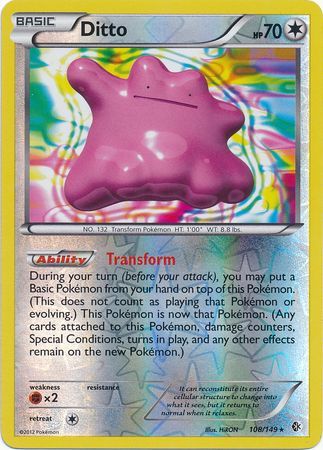 BASIC
Ditto
HP70
NO. 132 Transform Pokémon HT: 1'00" WT: 8.8 lbs.
Ability Transform
During your turn (before your attack), you may put a
Basic Pokémon from your hand on top of this Pokémon.
(This does not count as playing that Pokémon or
evolving.) This Pokémon is now that Pokémon. (Any
cards attached to this Pokémon, damage counters,
Special Conditions, turns in play, and any other effects
remain on the new Pokémon.)
weakness resistance
×2
retreat
It can reconstitute its entire
cellular structure to change into
what it sees, but it returns to
normal when it relaxes.
©2012 Pokémon
Illus. HiRON 108/149 ★